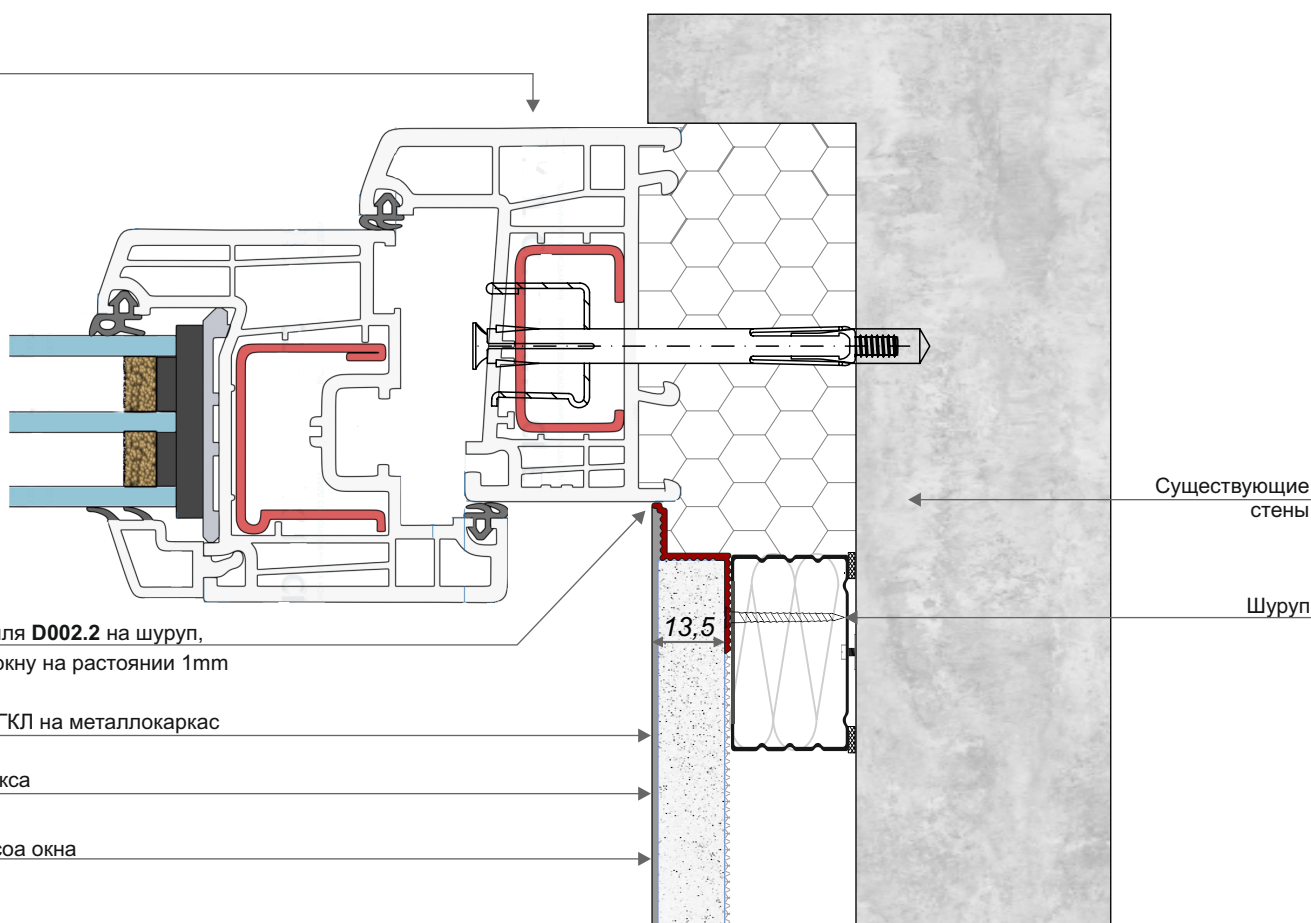 Существующие
стены
Шуруп
13,5
ля D002.2 на шуруп,
окну на растоянии 1mm
ГКЛ на металлокаркас
кса
соа окна